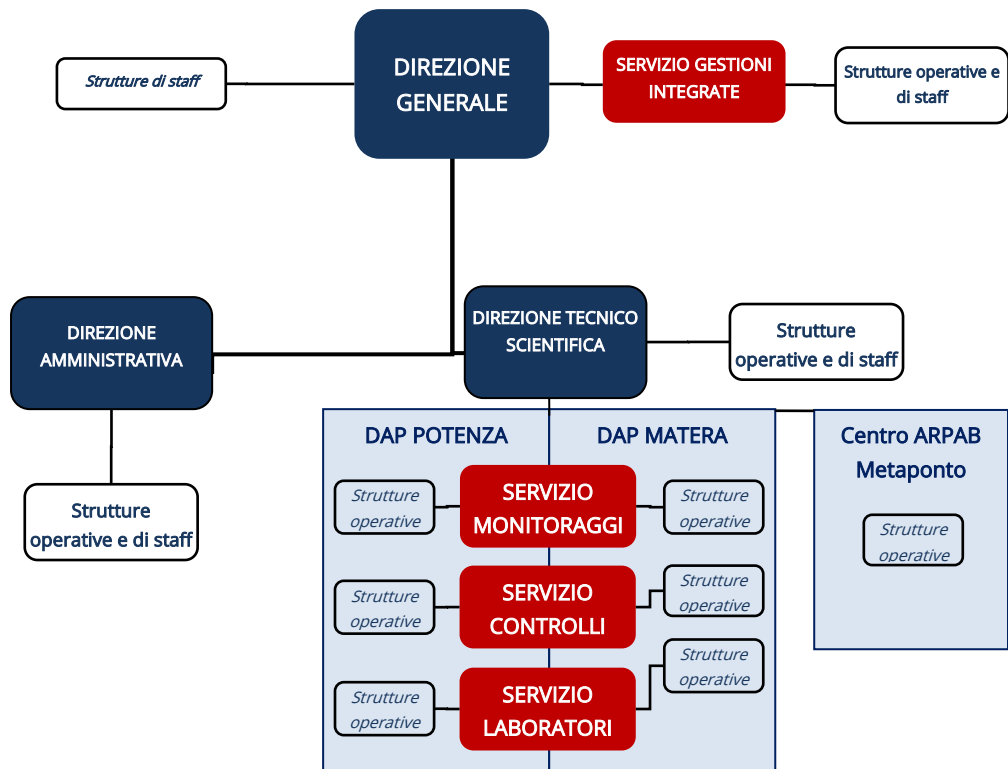 Strutture di staff
DIREZIONE
GENERALE
SERVIZIO GESTIONI
INTEGRATE
Strutture operative e
di staff
DIREZIONE
AMMINISTRATIVA
DIREZIONE TECNICO
SCIENTIFICA
Strutture
operative e di staff
Strutture
operative e di staff
DAP POTENZA
DAP MATERA
Centro ARPAB
Metaponto
Strutture
operative
SERVIZIO
MONITORAGGI
Strutture
operative
Strutture
operative
Strutture
operative
SERVIZIO
CONTROLLI
Strutture
operative
Strutture
operative
SERVIZIO
LABORATORI
Strutture
operative